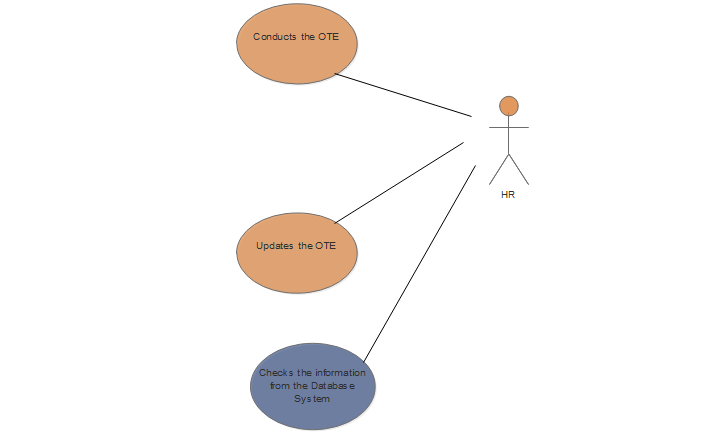 Conducts the OTE
HR
Updates the OTE
Checks the information
from the Database
System